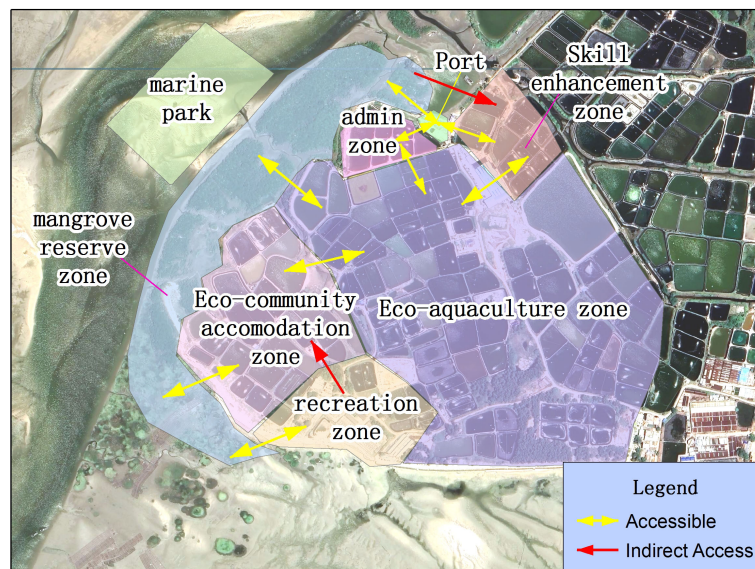 marine
park
Port
Skill
enhancement
zone
admin
zone
mangrove
reserve
zone
Eco-community
accomodation
zone
Eco-aquaculture zone
recreation
zone
Legend
Accessible
Indirect Access